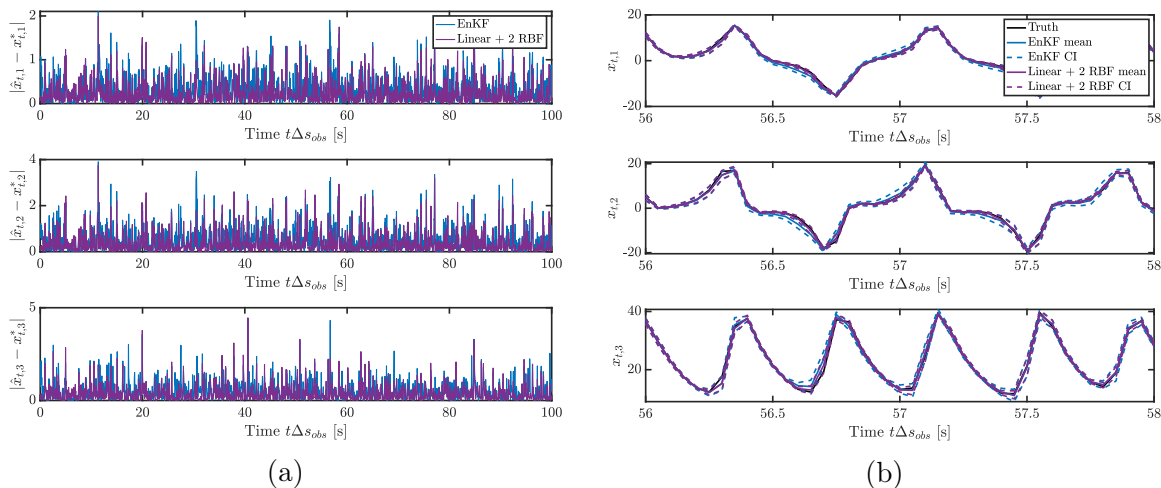 |x̂_{t,1} − x*_{t,1}|
2
1
0
0 20 40 60 80 100
Time tΔs_{obs} [s]
EnKF
Linear + 2 RBF
|x̂_{t,2} − x*_{t,2}|
4
2
0
0 20 40 60 80 100
Time tΔs_{obs} [s]
|x̂_{t,3} − x*_{t,3}|
5
0
0 20 40 60 80 100
Time tΔs_{obs} [s]
(a)
x_{t,1}
20
0
-20
56 56.5 57 57.5 58
Time tΔs_{obs} [s]
Truth
EnKF mean
EnKF CI
Linear + 2 RBF mean
Linear + 2 RBF CI
x_{t,2}
20
0
-20
56 56.5 57 57.5 58
Time tΔs_{obs} [s]
x_{t,3}
40
20
56 56.5 57 57.5 58
Time tΔs_{obs} [s]
(b)